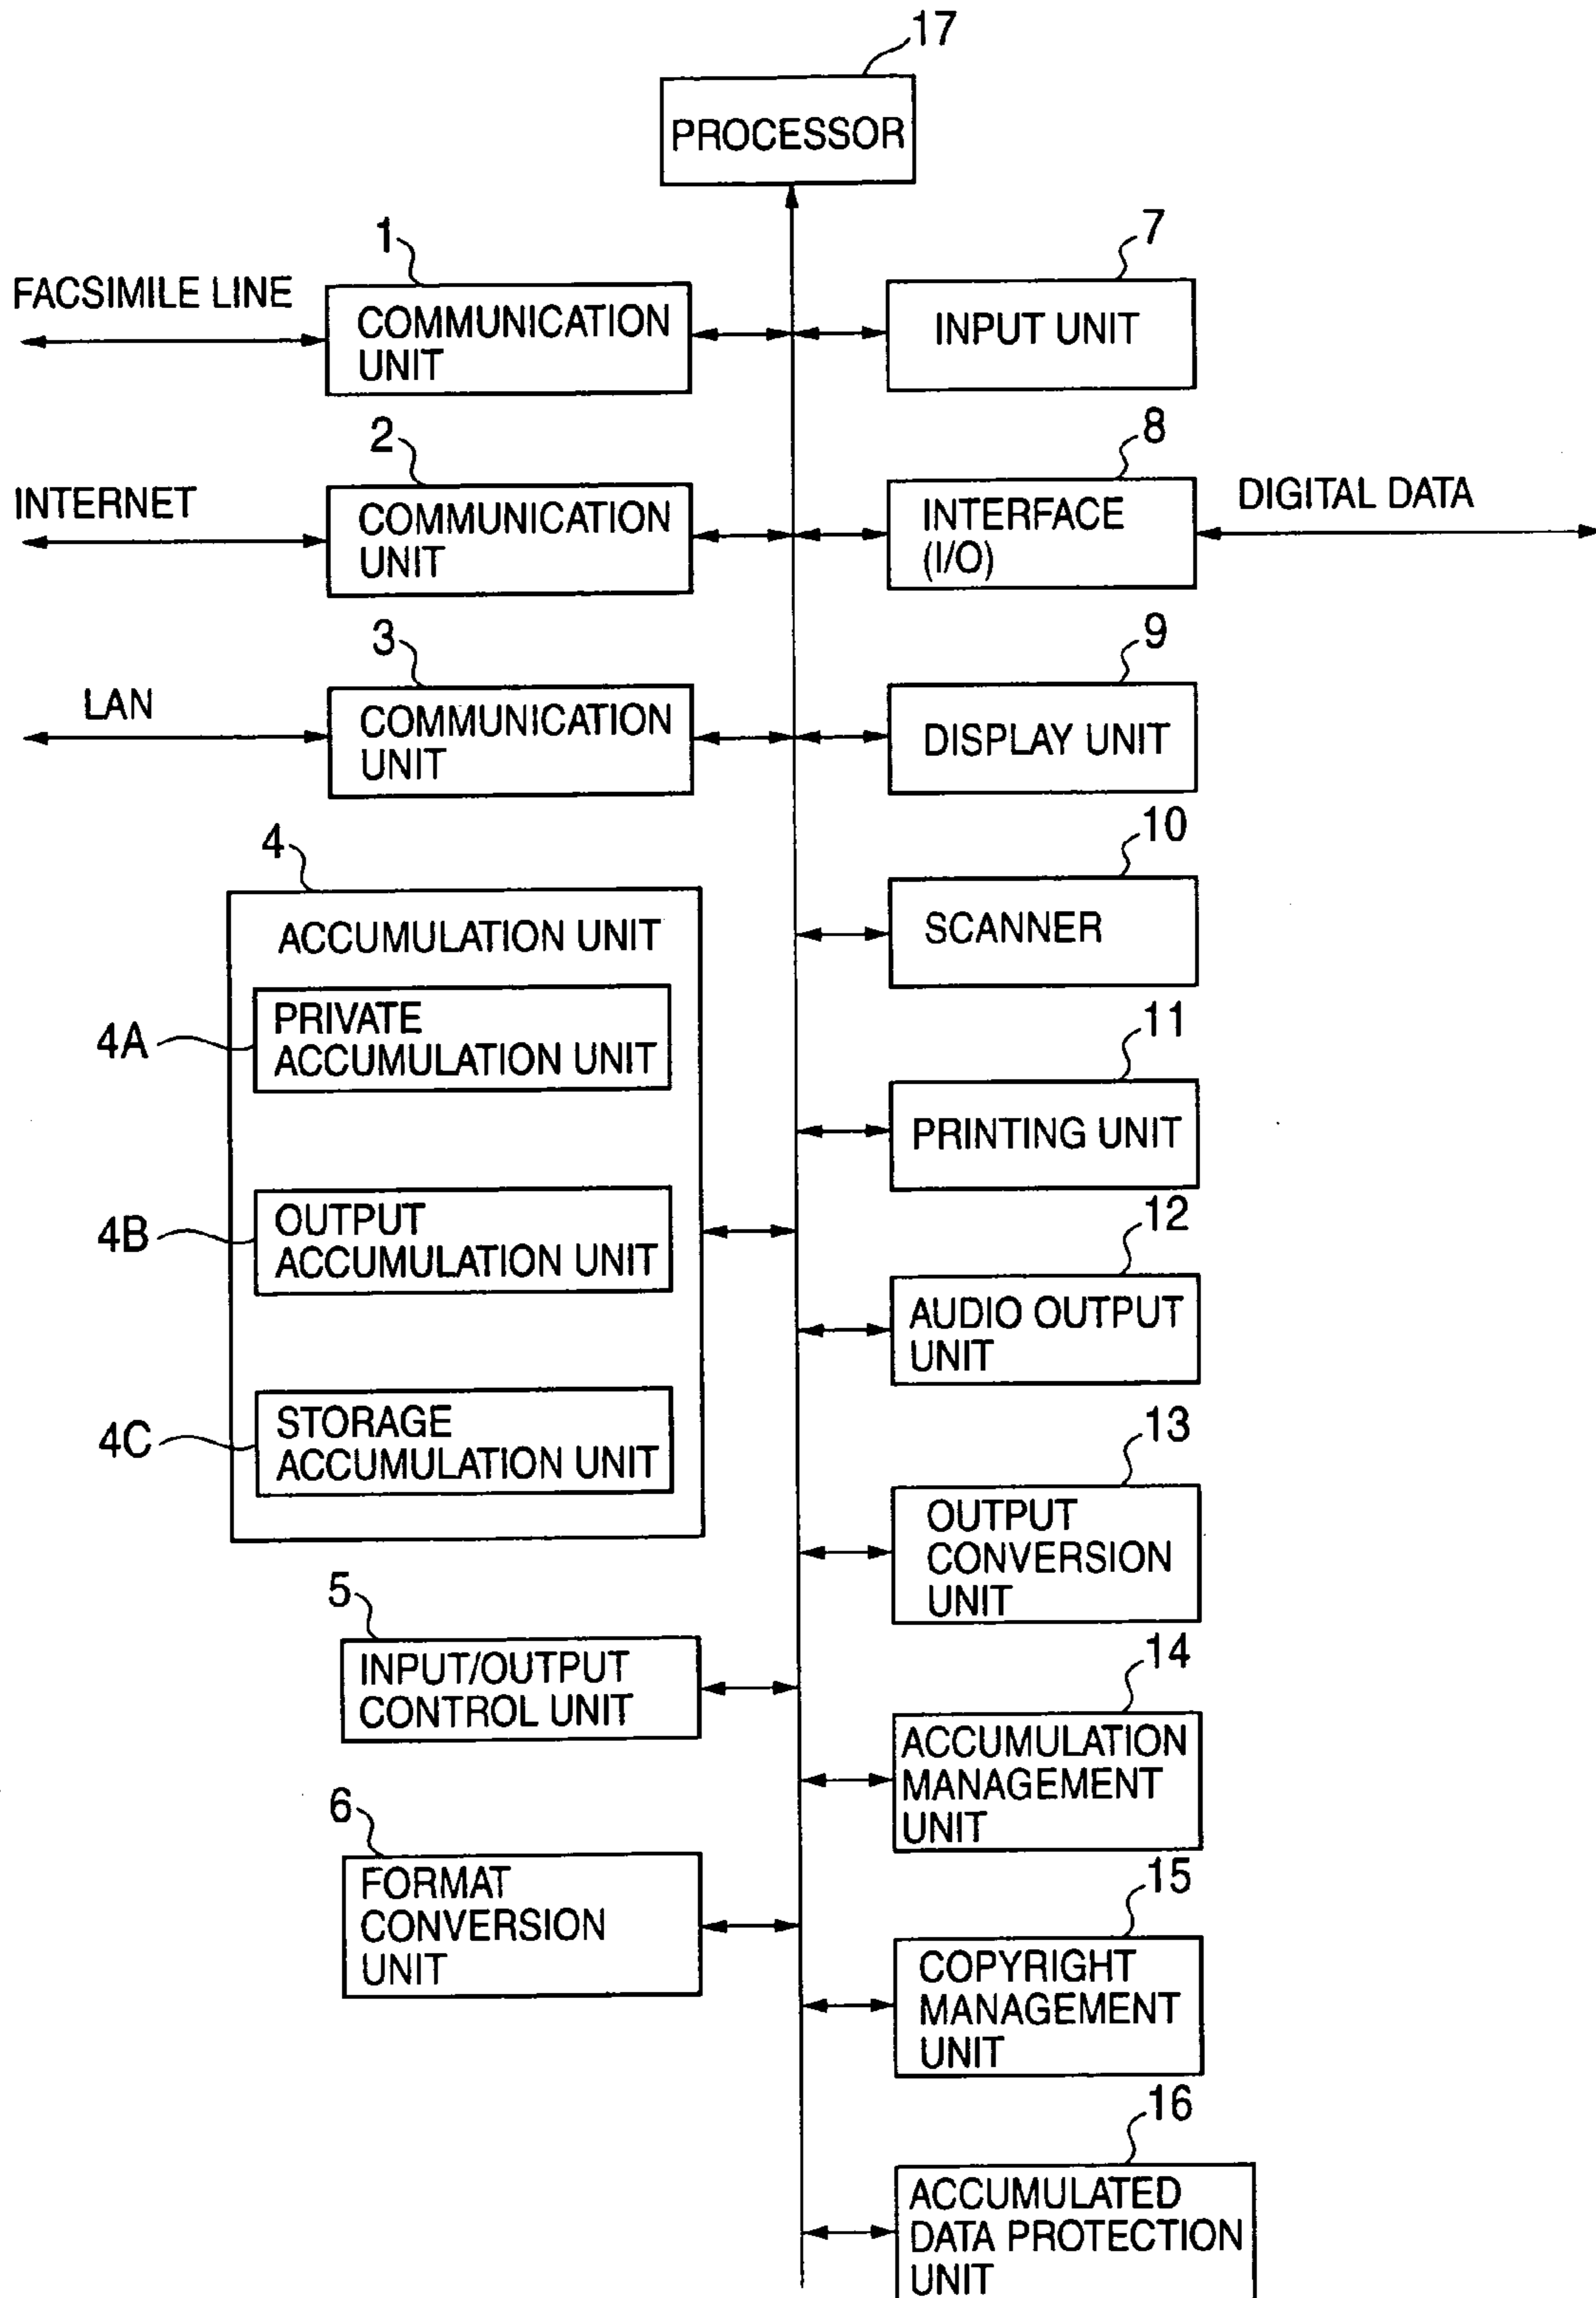 17
PROCESSOR
1
FACSIMILE LINE
COMMUNICATION
UNIT
7
INPUT UNIT
2
INTERNET
COMMUNICATION
UNIT
8
INTERFACE
(I/O)
DIGITAL DATA
3
LAN
COMMUNICATION
UNIT
9
DISPLAY UNIT
4
ACCUMULATION UNIT
4A
PRIVATE
ACCUMULATION UNIT
4B
OUTPUT
ACCUMULATION UNIT
4C
STORAGE
ACCUMULATION UNIT
10
SCANNER
11
PRINTING UNIT
12
AUDIO OUTPUT
UNIT
13
OUTPUT
CONVERSION
UNIT
5
INPUT/OUTPUT
CONTROL UNIT
14
ACCUMULATION
MANAGEMENT
UNIT
6
FORMAT
CONVERSION
UNIT
15
COPYRIGHT
MANAGEMENT
UNIT
16
ACCUMULATED
DATA PROTECTION
UNIT